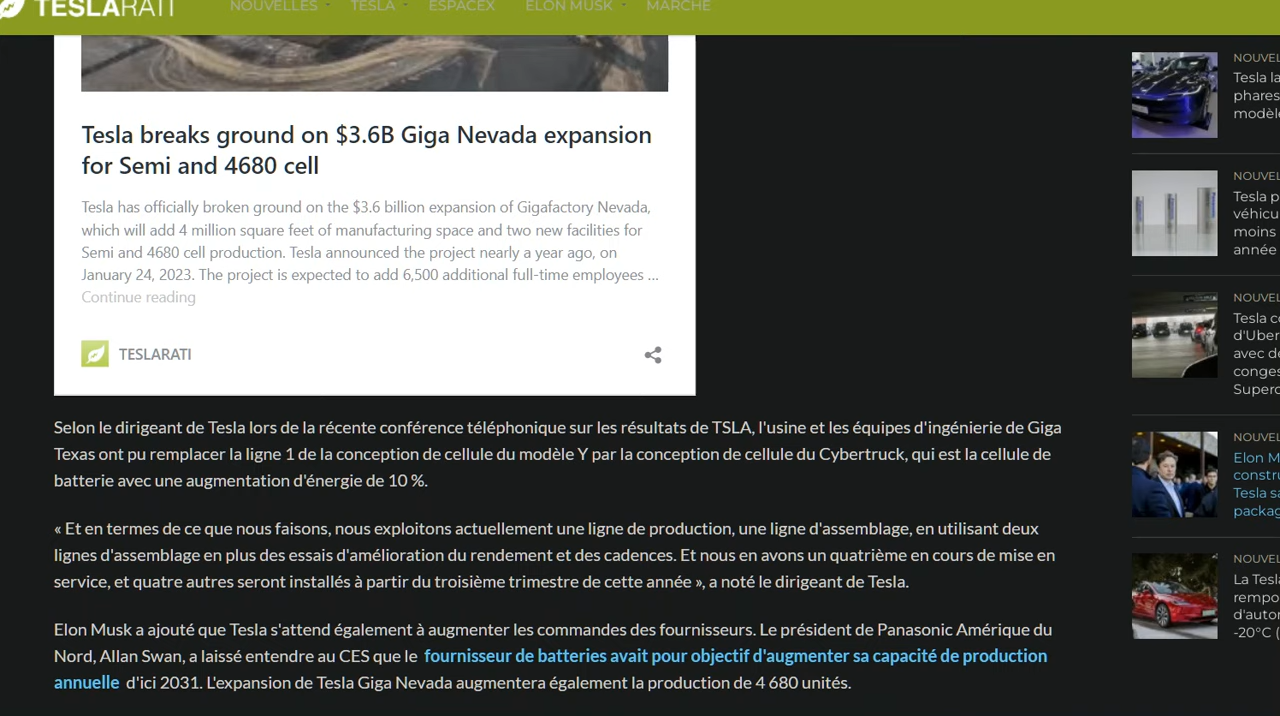 TESLARATI
NOUVELLES TESLA ESPACEX ELON MUSK MARCHÉ
Tesla breaks ground on $3.6B Giga Nevada expansion
for Semi and 4680 cell
Tesla has officially broken ground on the $3.6 billion expansion of Gigafactory Nevada,
which will add 4 million square feet of manufacturing space and two new facilities for
Semi and 4680 cell production. Tesla announced the project nearly a year ago, on
January 24, 2023. The project is expected to add 6,500 additional full-time employees ...
Continue reading
TESLARATI
Selon le dirigeant de Tesla lors de la récente conférence téléphonique sur les résultats de TSLA, l'usine et les équipes d'ingénierie de Giga
Texas ont pu remplacer la ligne 1 de la conception de cellule du modèle Y par la conception de cellule du Cybertruck, qui est la cellule de
batterie avec une augmentation d'énergie de 10 %.
« Et en termes de ce que nous faisons, nous exploitons actuellement une ligne de production, une ligne d'assemblage, en utilisant deux
lignes d'assemblage en plus des essais d'amélioration du rendement et des cadences. Et nous en avons un quatrième en cours de mise en
service, et quatre autres seront installés à partir du troisième trimestre de cette année », a noté le dirigeant de Tesla.
Elon Musk a ajouté que Tesla s'attend également à augmenter les commandes des fournisseurs. Le président de Panasonic Amérique du
Nord, Allan Swan, a laissé entendre au CES que le fournisseur de batteries avait pour objectif d'augmenter sa capacité de production
annuelle d'ici 2031. L'expansion de Tesla Giga Nevada augmentera également la production de 4 680 unités.
NOUVEL
Tesla la
phares
modèle
NOUVEL
Tesla p
véhicu
moins
année
NOUVEL
Tesla c
d'Uber
avec de
conges
Superc
NOUVEL
Elon M
constru
Tesla sa
packag
NOUVEL
La Tesl
rempo
d'auto
-20°C (